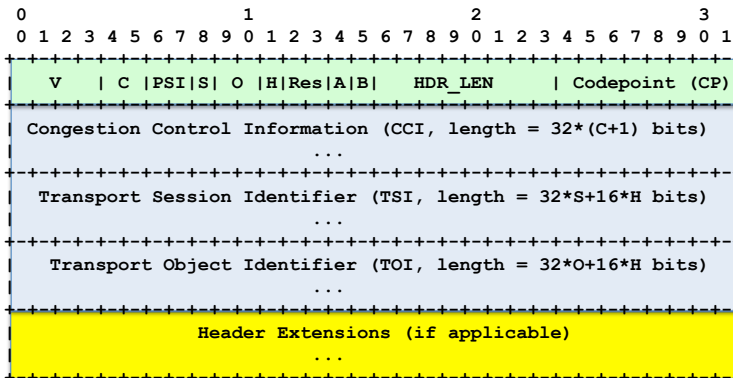 0                   1                   2                   3
0 1 2 3 4 5 6 7 8 9 0 1 2 3 4 5 6 7 8 9 0 1 2 3 4 5 6 7 8 9 0 1
+-+-+-+-+-+-+-+-+-+-+-+-+-+-+-+-+-+-+-+-+-+-+-+-+-+-+-+-+-+-+-+-
|   V   | C |PSI|S| O |H|Res|A|B|   HDR_LEN     | Codepoint (CP)
+-+-+-+-+-+-+-+-+-+-+-+-+-+-+-+-+-+-+-+-+-+-+-+-+-+-+-+-+-+-+-+-
| Congestion Control Information (CCI, length = 32*(C+1) bits)
|                          ...
+-+-+-+-+-+-+-+-+-+-+-+-+-+-+-+-+-+-+-+-+-+-+-+-+-+-+-+-+-+-+-+-
|  Transport Session Identifier (TSI, length = 32*S+16*H bits)
|                          ...
+-+-+-+-+-+-+-+-+-+-+-+-+-+-+-+-+-+-+-+-+-+-+-+-+-+-+-+-+-+-+-+-
|   Transport Object Identifier (TOI, length = 32*O+16*H bits)
|                          ...
+-+-+-+-+-+-+-+-+-+-+-+-+-+-+-+-+-+-+-+-+-+-+-+-+-+-+-+-+-+-+-+-
|                Header Extensions (if applicable)
|                          ...
+-+-+-+-+-+-+-+-+-+-+-+-+-+-+-+-+-+-+-+-+-+-+-+-+-+-+-+-+-+-+-+-